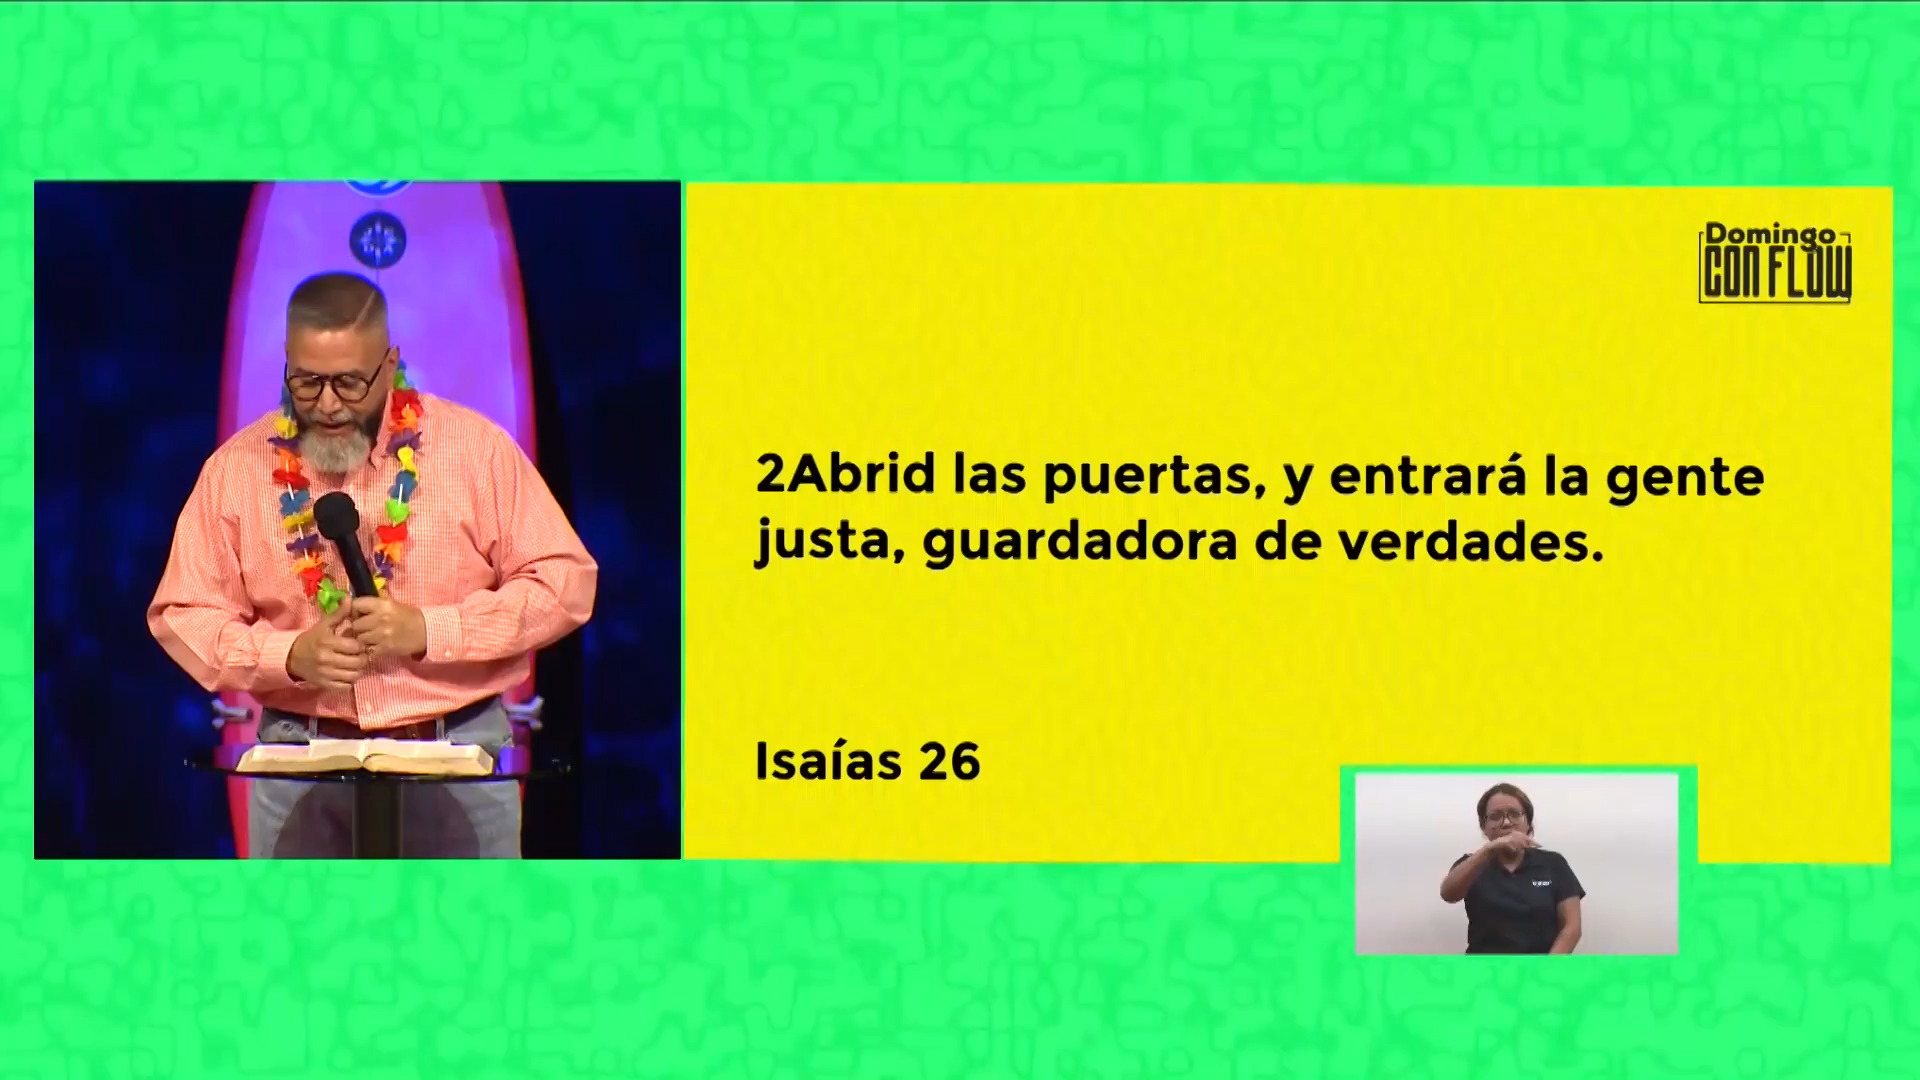 Domingo
CON FLOW
2Abrid las puertas, y entrará la gente
justa, guardadora de verdades.
Isaías 26